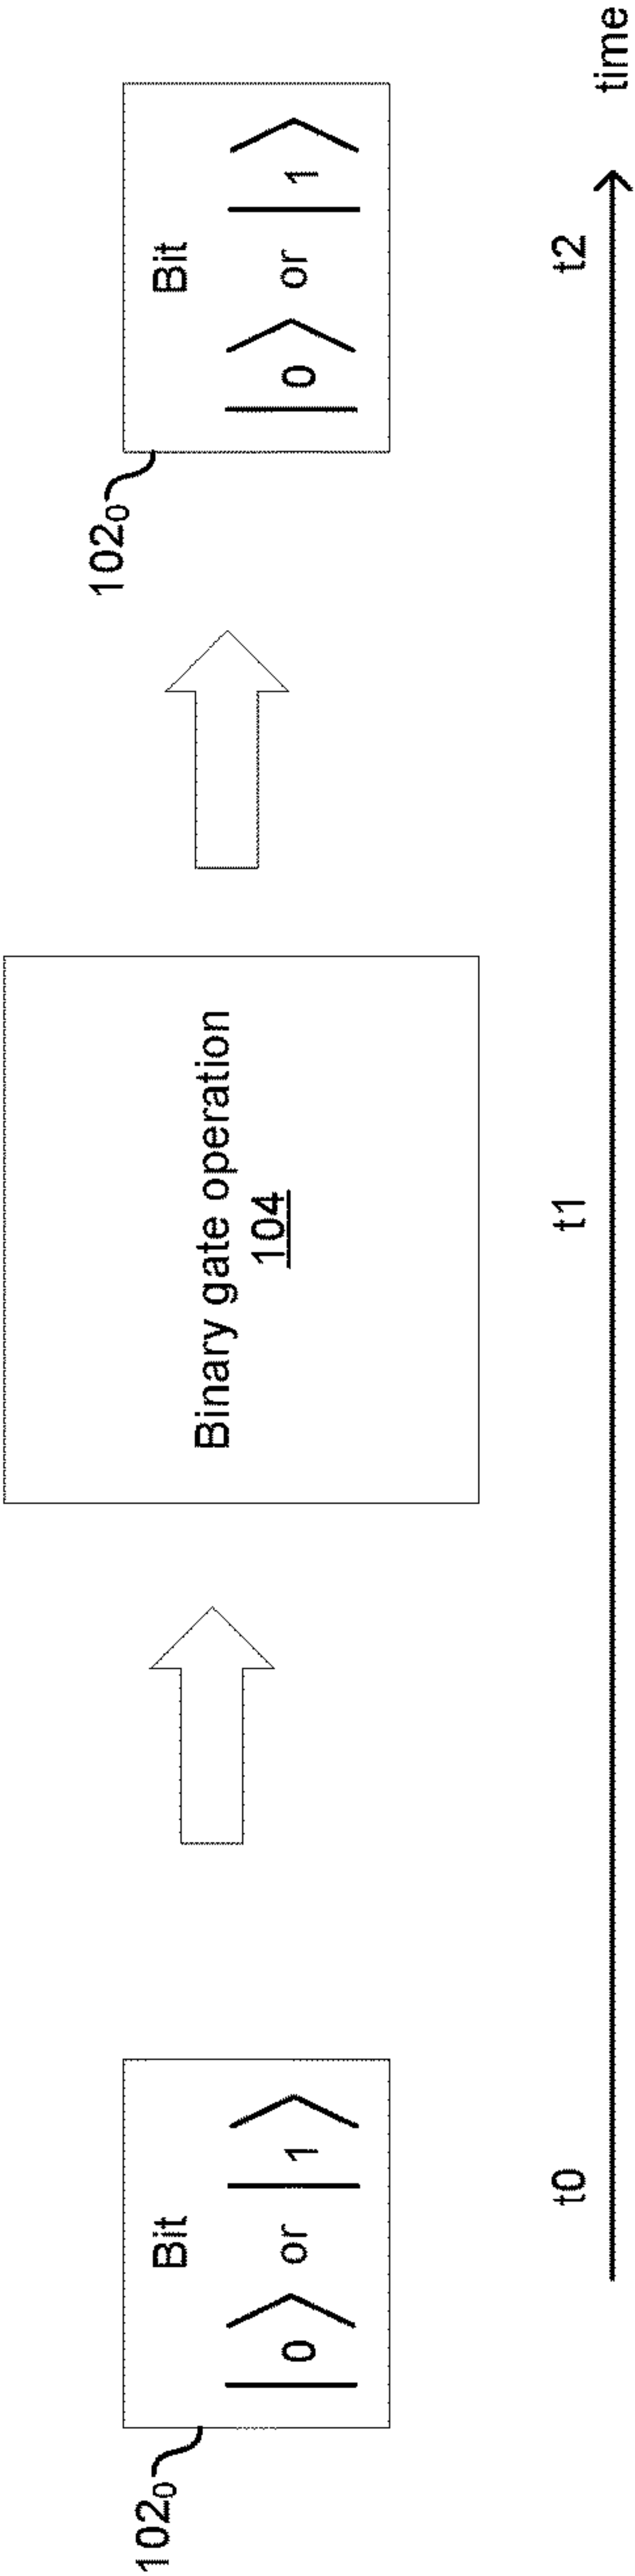 102₀
Bit
|0⟩ or |1⟩
Binary gate operation
104
102₀
Bit
|0⟩ or |1⟩
t0
t1
t2
time